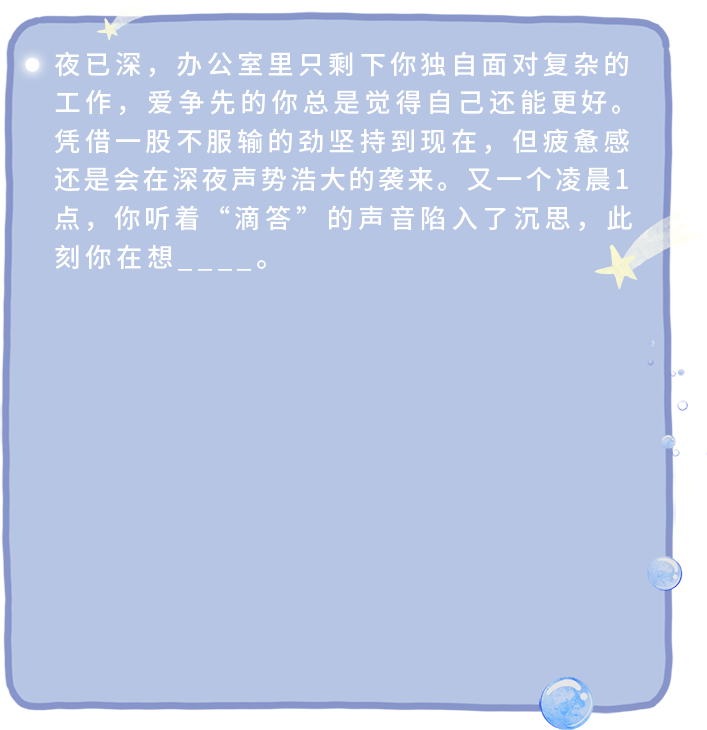 夜已深，办公室里只剩下你独自面对复杂的
工作，爱争先的你总是觉得自己还能更好。
凭借一股不服输的劲坚持到现在，但疲惫感
还是会在深夜声势浩大的袭来。又一个凌晨1
点，你听着“滴答”的声音陷入了沉思，此
刻你在想____。